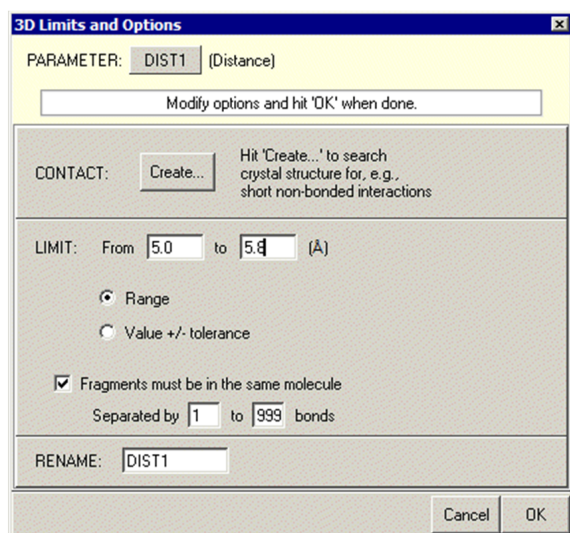 3D Limits and Options
PARAMETER: DIST1 (Distance)
Modify options and hit 'OK' when done.
CONTACT: Create... Hit 'Create...' to search
crystal structure for, e.g.,
short non-bonded interactions
LIMIT: From 5.0 to 5.8 (Å)
Range
Value +/- tolerance
Fragments must be in the same molecule
Separated by 1 to 999 bonds
RENAME: DIST1
Cancel OK